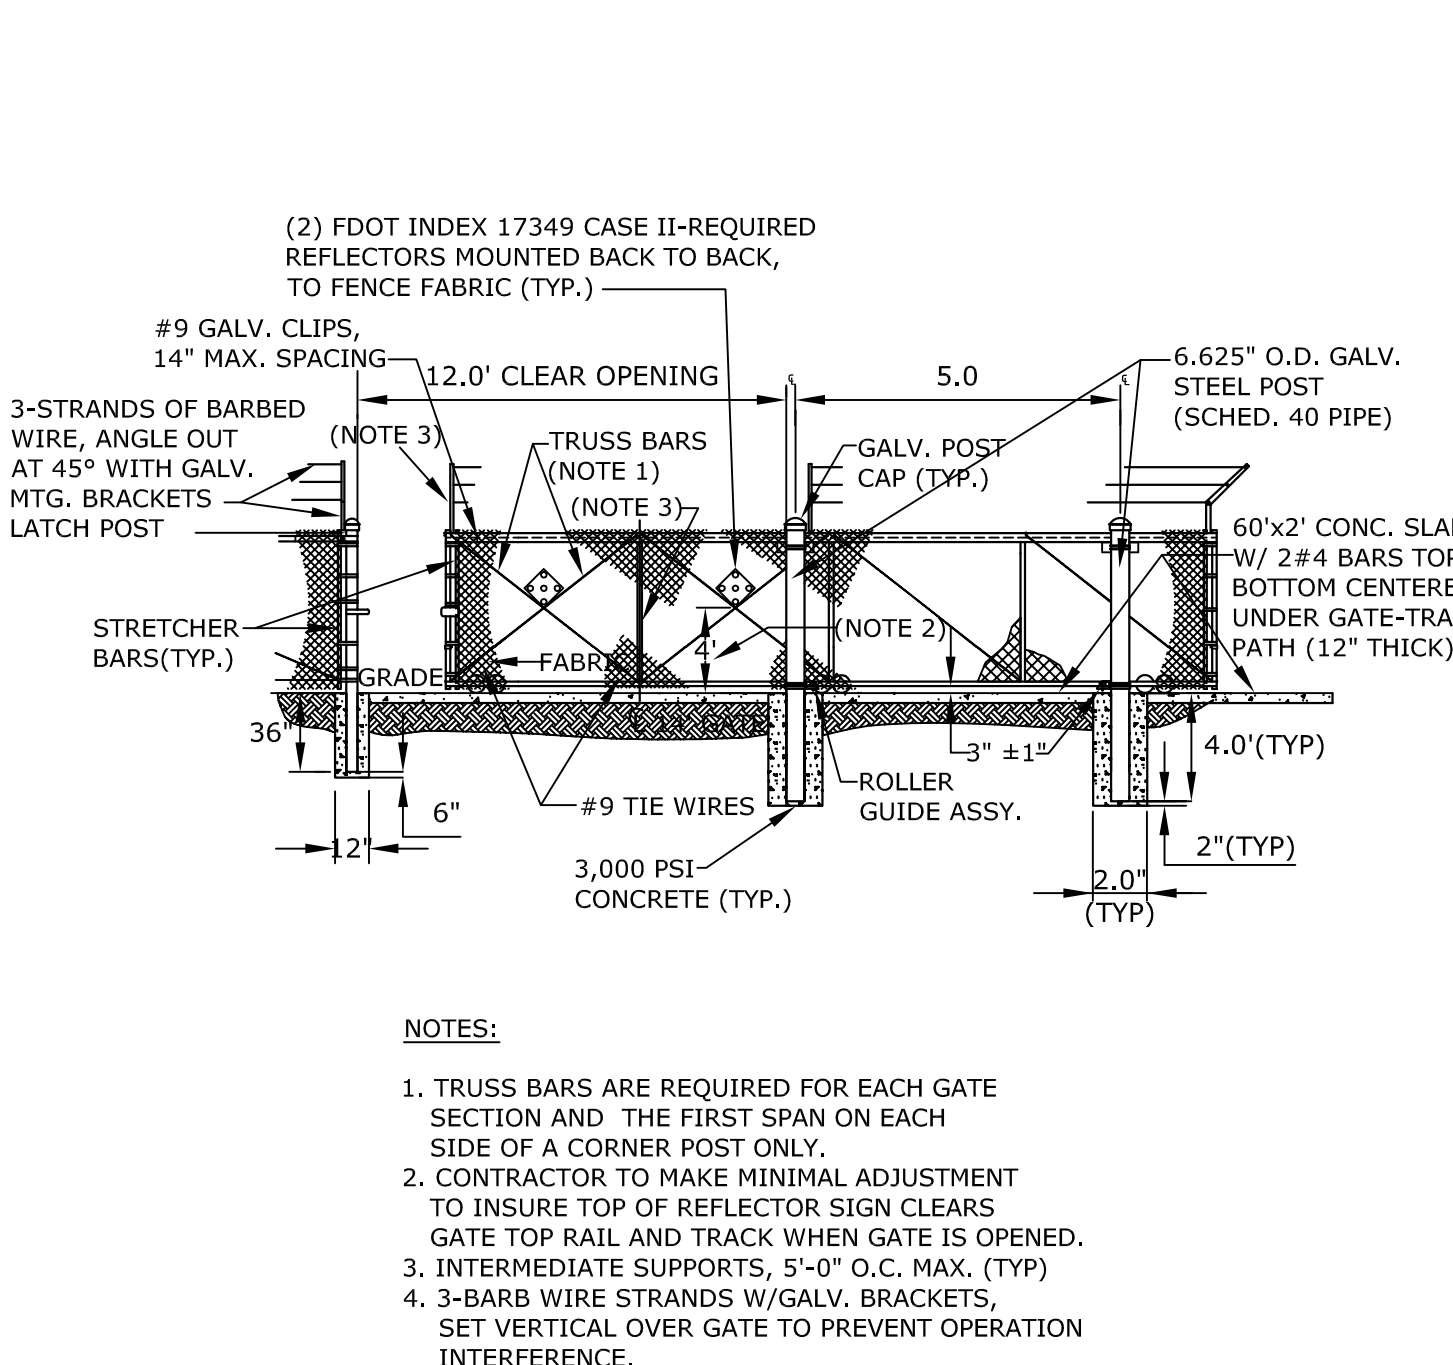 (2) FDOT INDEX 17349 CASE II-REQUIRED
REFLECTORS MOUNTED BACK TO BACK,
TO FENCE FABRIC (TYP.)
#9 GALV. CLIPS,
14" MAX. SPACING
12.0' CLEAR OPENING
℄
5.0
℄
6.625" O.D. GALV.
STEEL POST
(SCHED. 40 PIPE)
3-STRANDS OF BARBED
WIRE, ANGLE OUT
AT 45° WITH GALV.
MTG. BRACKETS
LATCH POST
(NOTE 3)
TRUSS BARS
(NOTE 1)
(NOTE 3)
GALV. POST
CAP (TYP.)
60'x2' CONC. SLA
W/ 2#4 BARS TOP
BOTTOM CENTERE
UNDER GATE-TRA
PATH (12" THICK)
STRETCHER
BARS(TYP.)
(NOTE 2)
4'
FABRIC
GRADE
℄ 14' GATE
36"
3" ±1"
4.0'(TYP)
ROLLER
GUIDE ASSY.
#9 TIE WIRES
6"
12"
2"(TYP)
3,000 PSI
CONCRETE (TYP.)
2.0"
(TYP)
NOTES:
1. TRUSS BARS ARE REQUIRED FOR EACH GATE
SECTION AND THE FIRST SPAN ON EACH
SIDE OF A CORNER POST ONLY.
2. CONTRACTOR TO MAKE MINIMAL ADJUSTMENT
TO INSURE TOP OF REFLECTOR SIGN CLEARS
GATE TOP RAIL AND TRACK WHEN GATE IS OPENED.
3. INTERMEDIATE SUPPORTS, 5'-0" O.C. MAX. (TYP)
4. 3-BARB WIRE STRANDS W/GALV. BRACKETS,
SET VERTICAL OVER GATE TO PREVENT OPERATION
INTERFERENCE.